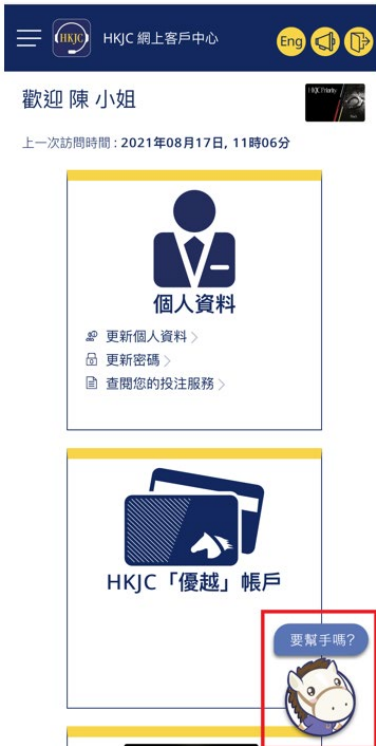 HKJC
HKJC 網上客戶中心
Eng
歡迎 陳 小姐
HKJC Priority
上一次訪問時間 : 2021年08月17日, 11時06分
個人資料
更新個人資料
更新密碼
查閱您的投注服務
HKJC「優越」帳戶
要幫手嗎?